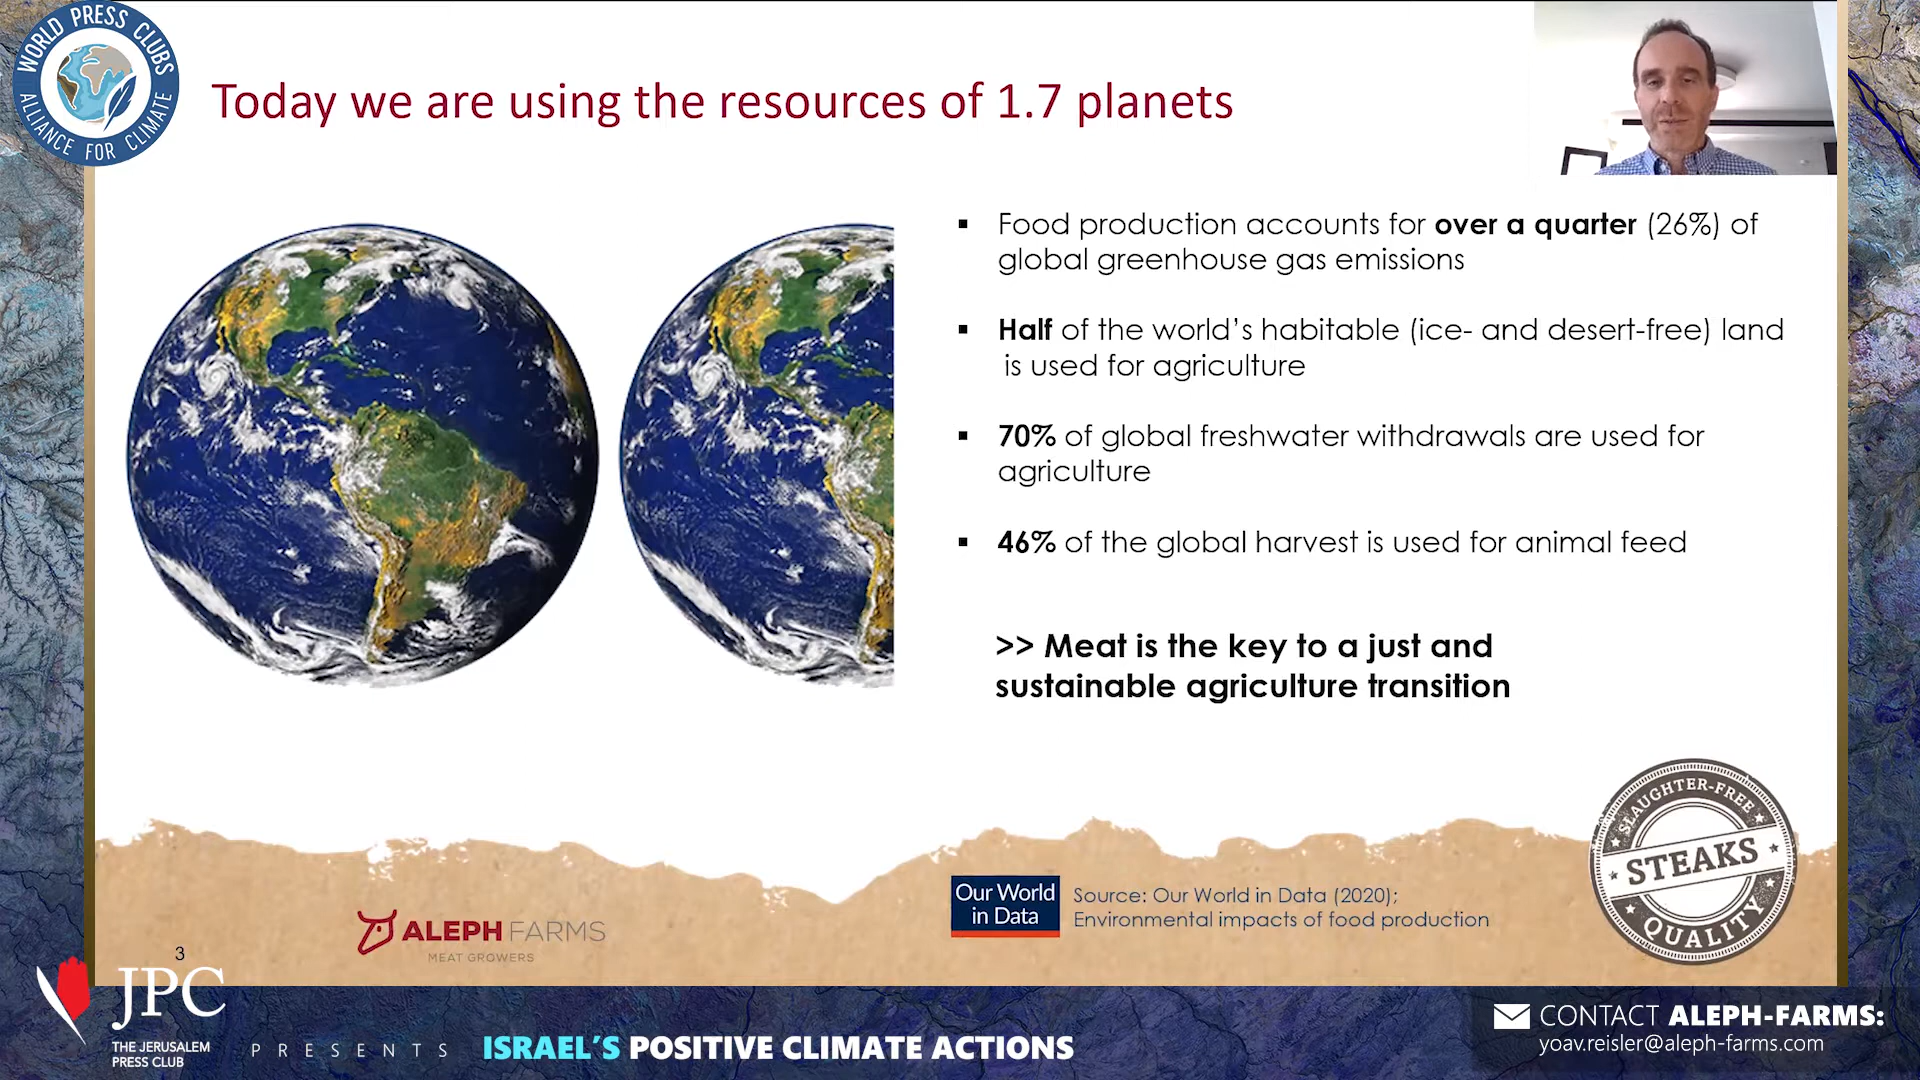 WORLD PRESS CLUBS
ALLIANCE FOR CLIMATE
Today we are using the resources of 1.7 planets
▪ Food production accounts for over a quarter (26%) of
global greenhouse gas emissions
▪ Half of the world’s habitable (ice- and desert-free) land
is used for agriculture
▪ 70% of global freshwater withdrawals are used for
agriculture
▪ 46% of the global harvest is used for animal feed
>> Meat is the key to a just and
sustainable agriculture transition
SLAUGHTER-FREE
STEAKS
QUALITY
Our World
in Data
Source: Our World in Data (2020);
Environmental impacts of food production
ALEPH FARMS
MEAT GROWERS
3
JPC
THE JERUSALEM
PRESS CLUB
PRESENTS
ISRAEL’S POSITIVE CLIMATE ACTIONS
CONTACT ALEPH-FARMS:
yoav.reisler@aleph-farms.com